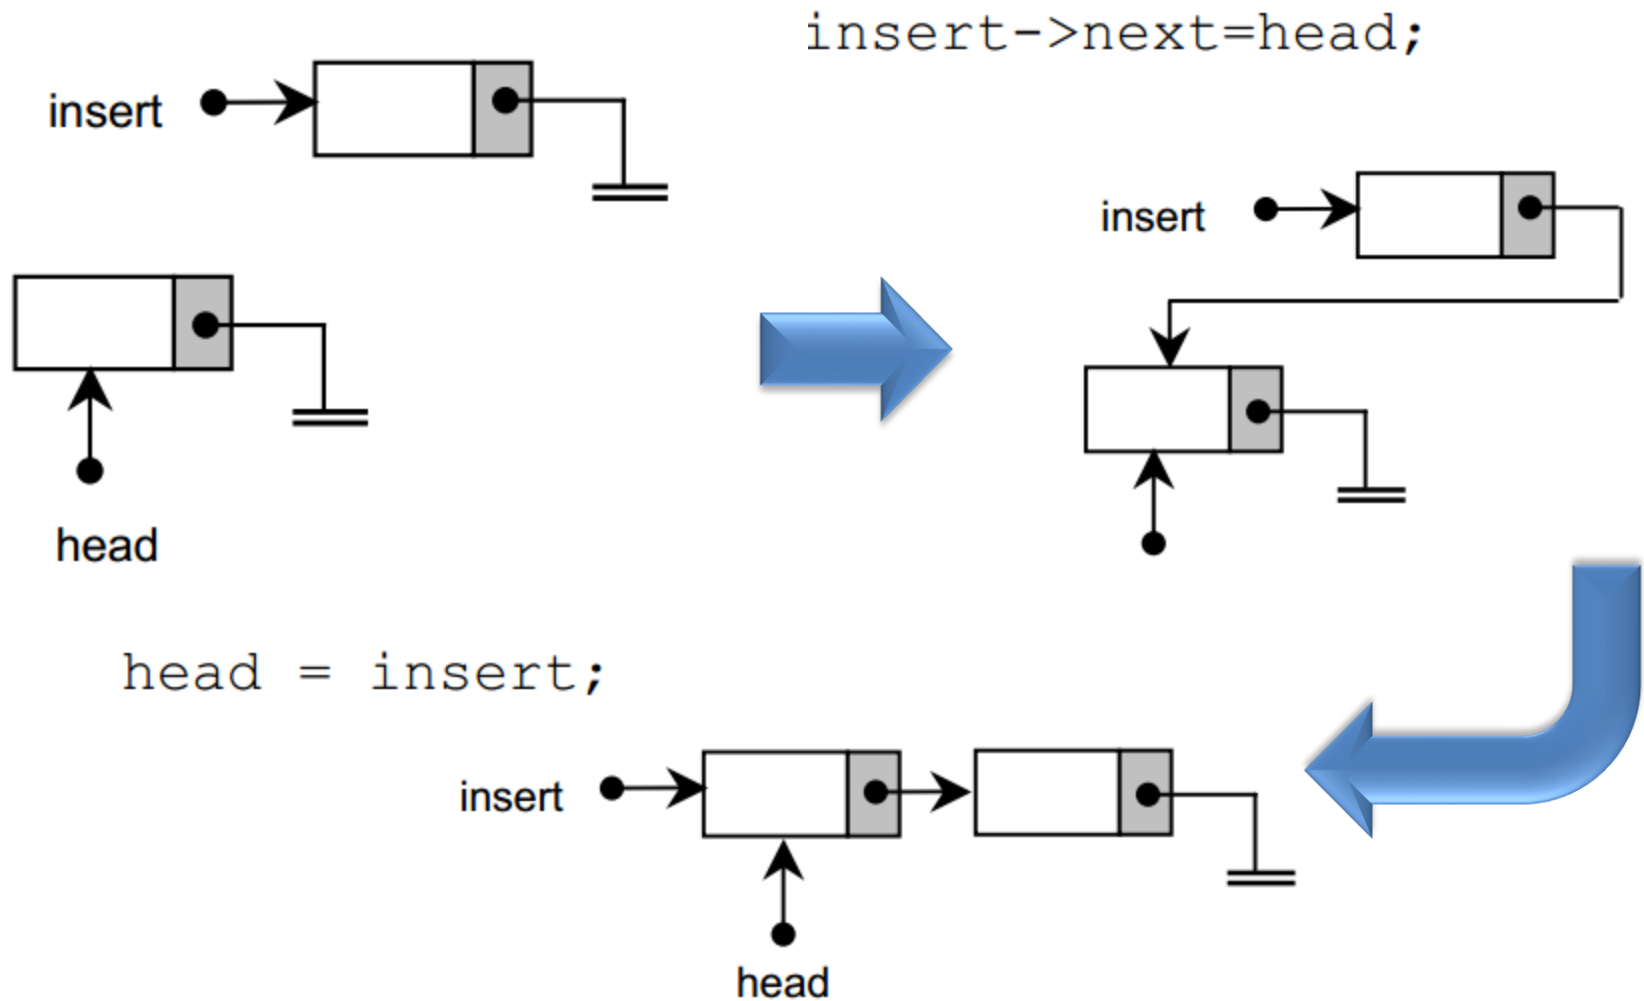 insert->next=head;
insert
insert
head
head = insert;
insert
head